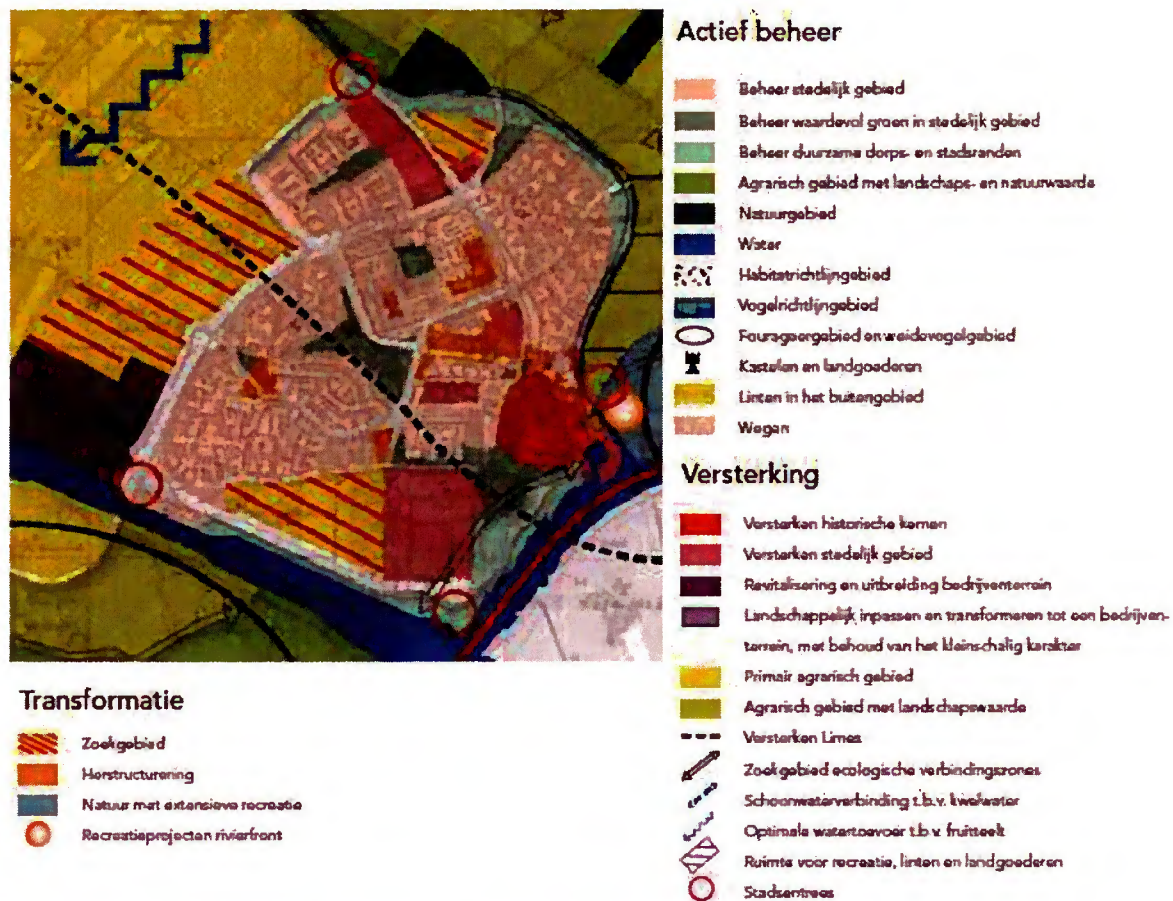 Actief beheer
Beheer stedelijk gebied
Beheer waardevol groen in stedelijk gebied
Beheer duurzame dorps- en stadsranden
Agrarisch gebied met landschaps- en natuurwaarde
Natuurgebied
Water
Habitatrichtlijngebied
Vogelrichtlijngebied
Fourageergebied en weidevogelgebied
Kastelen en landgoederen
Linten in het buitengebied
Wegen
Versterking
Versterken historische kernen
Versterken stedelijk gebied
Revitalisering en uitbreiding bedrijventerrein
Landschappelijk inpassen en transformeren tot een bedrijven-
terrein, met behoud van het kleinschalig karakter
Primair agrarisch gebied
Agrarisch gebied met landschapswaarde
Versterken Limes
Zoekgebied ecologische verbindingszones
Schoonwaterverbinding t.b.v. kwelwater
Optimale watertoevoer t.b.v. fruitteelt
Ruimte voor recreatie, linten en landgoederen
Stadsentrees
Transformatie
Zoekgebied
Herstructurering
Natuur met extensieve recreatie
Recreatieprojecten rivierfront